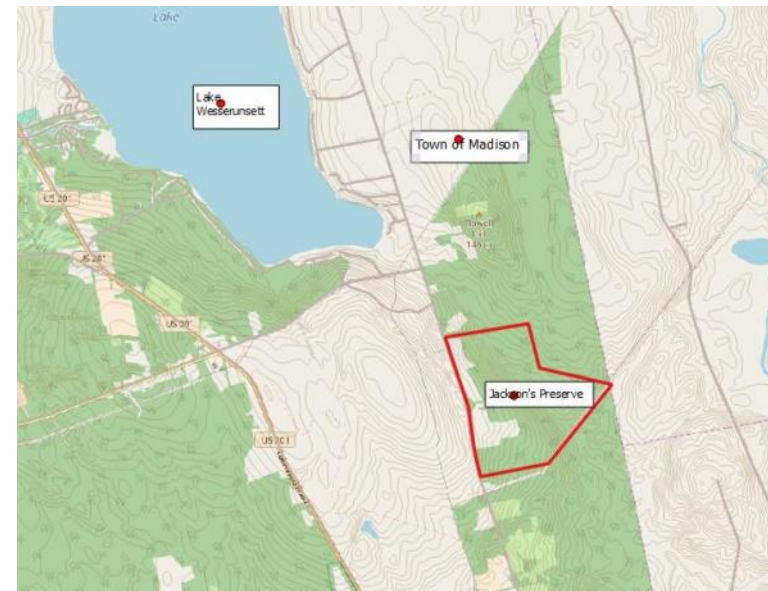 Lake
Lake
Wesserunsett
Town of Madison
US 201
US 201
US 201
Jackson's Preserve
US 201